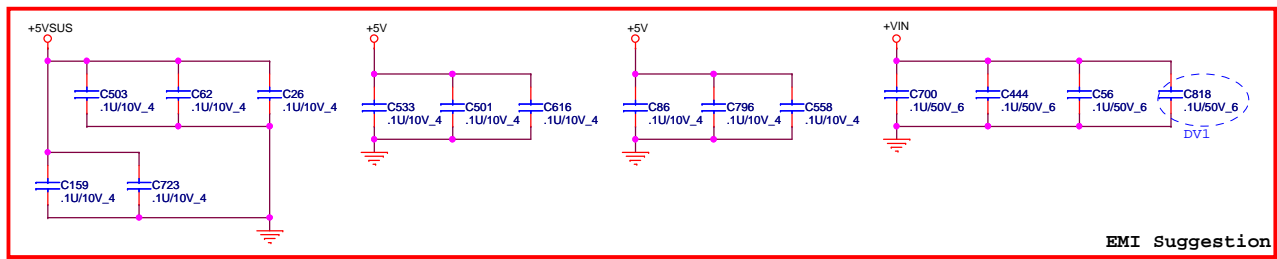 +5VSUS
+5V
+5V
+VIN
C503
.1U/10V_4
C62
.1U/10V_4
C26
.1U/10V_4
C533
.1U/10V_4
C501
.1U/10V_4
C616
.1U/10V_4
C86
.1U/10V_4
C796
.1U/10V_4
C558
.1U/10V_4
C700
.1U/50V_6
C444
.1U/50V_6
C56
.1U/50V_6
C818
.1U/50V_6
DV1
C159
.1U/10V_4
C723
.1U/10V_4
EMI Suggestion